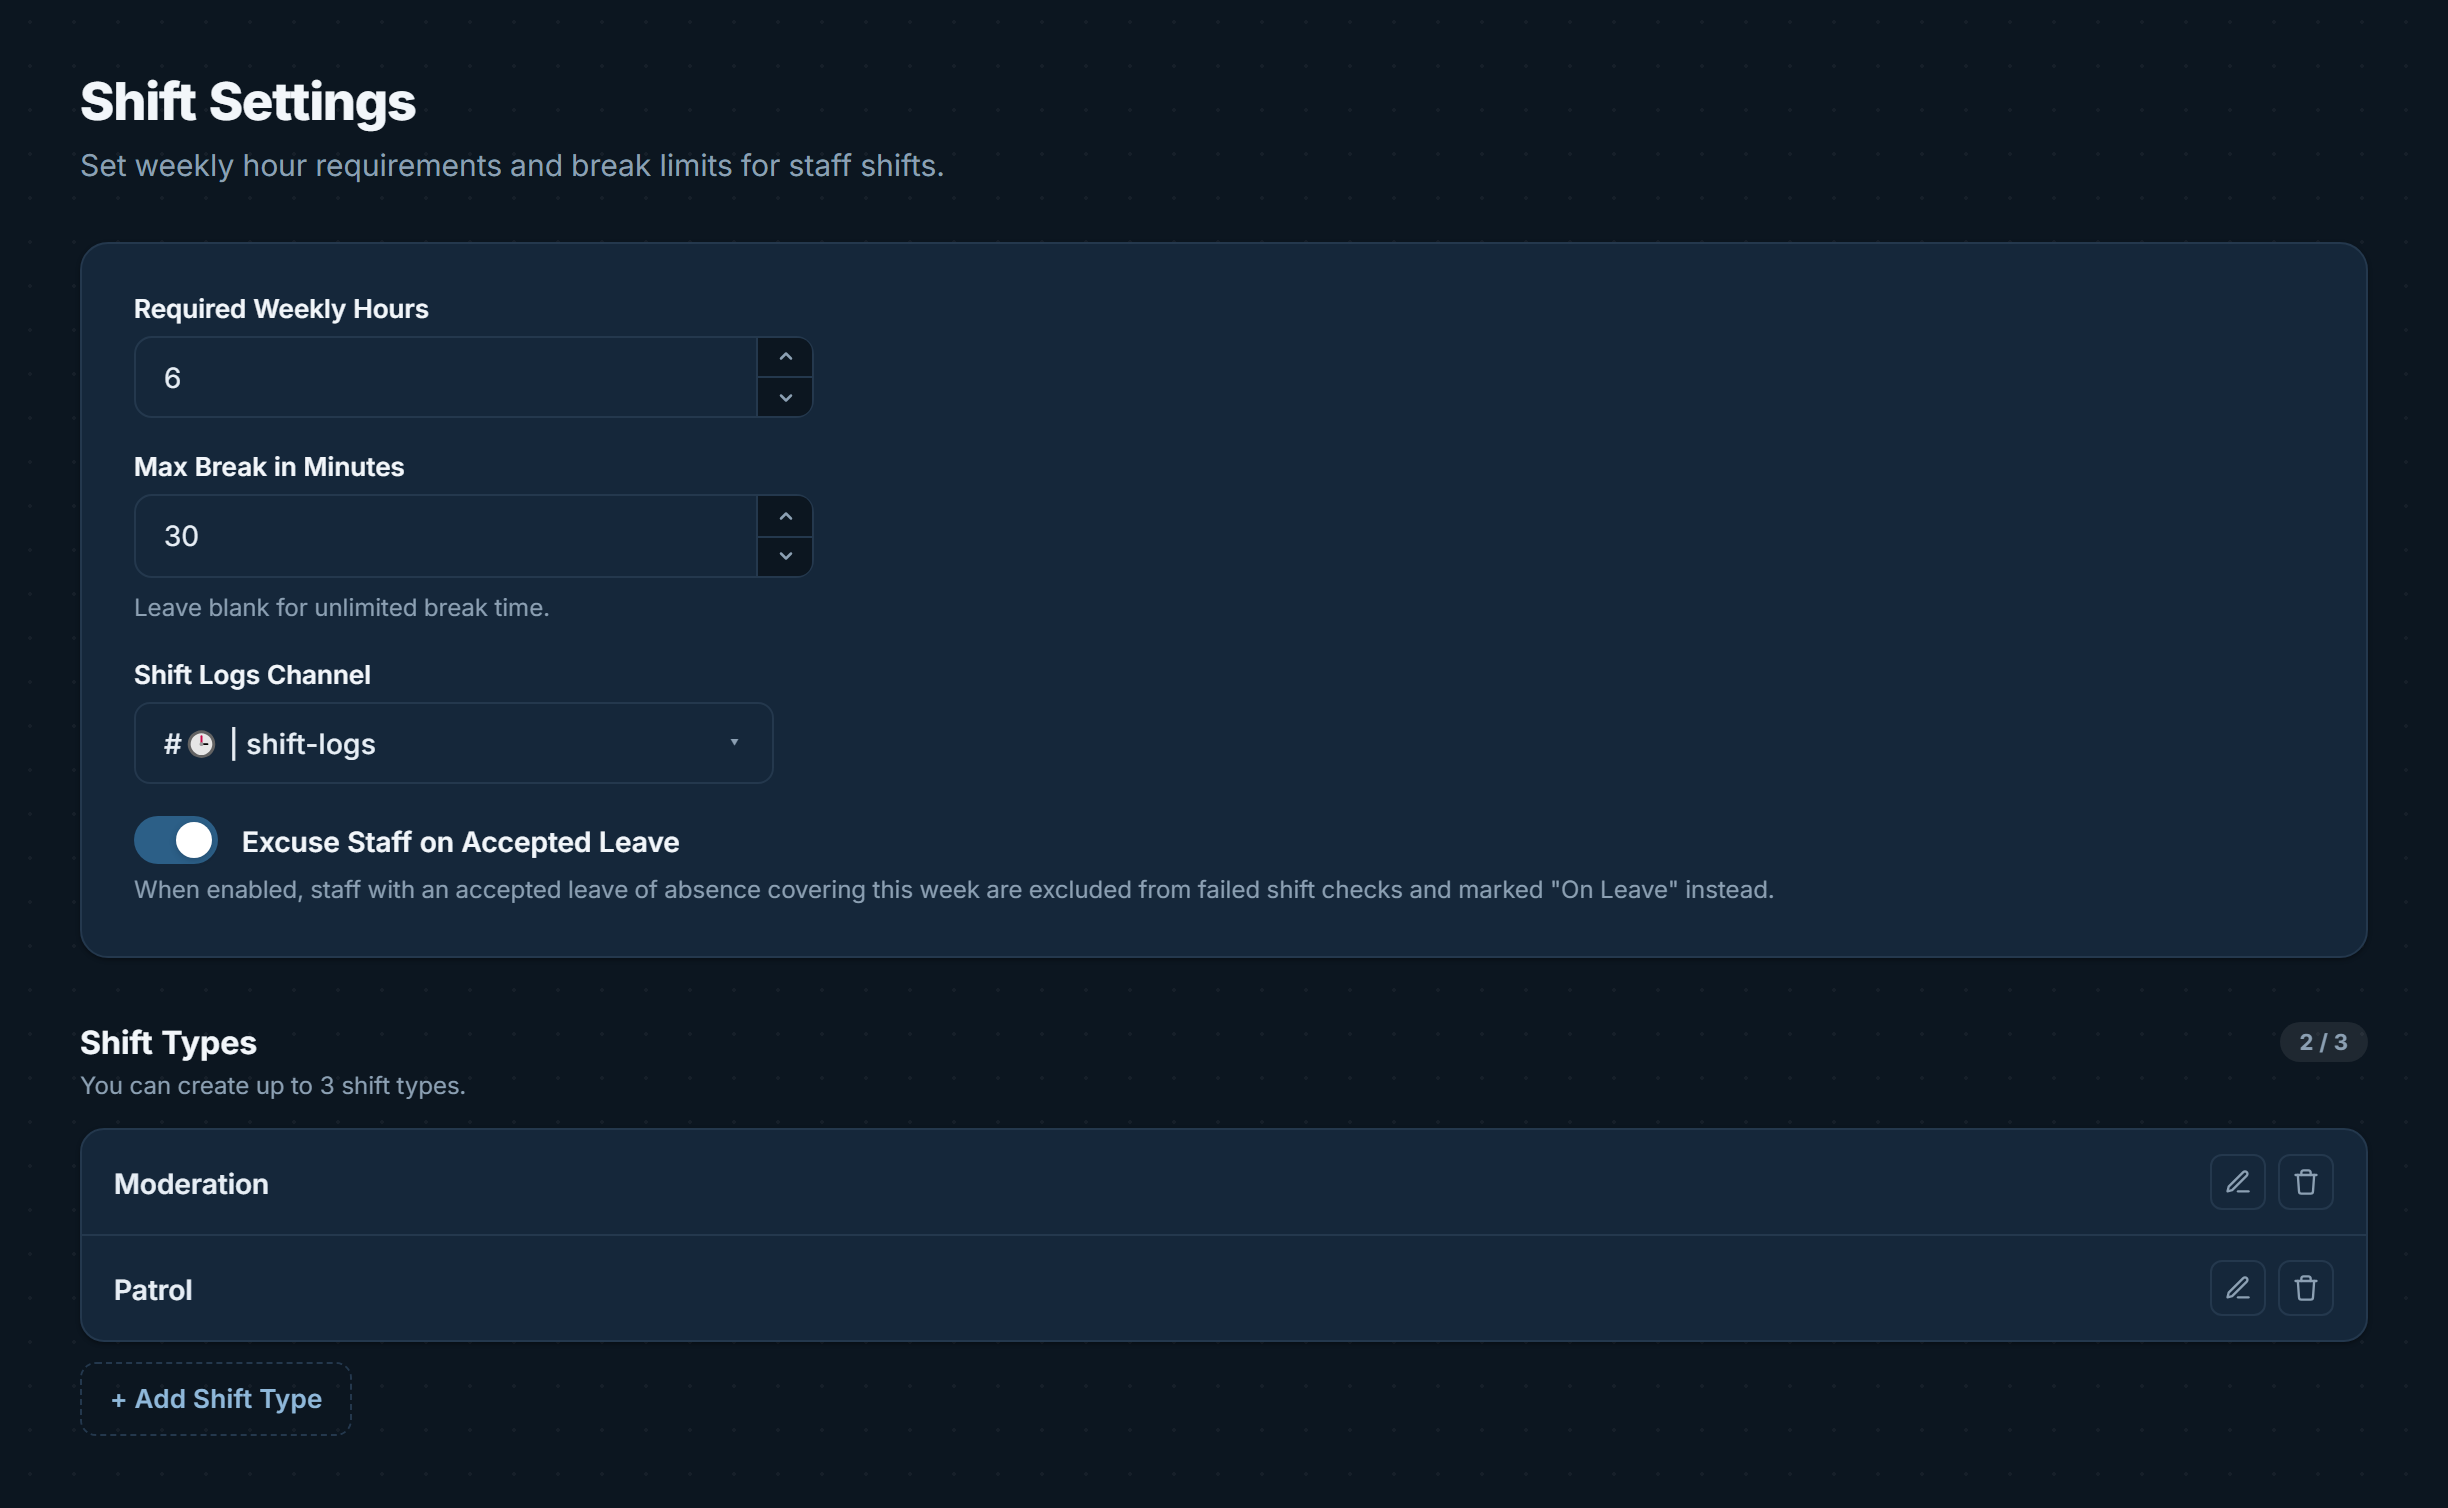 Shift Settings
Set weekly hour requirements and break limits for staff shifts.
Required Weekly Hours
6
Max Break in Minutes
30
Leave blank for unlimited break time.
Shift Logs Channel
#🕒 | shift-logs
Excuse Staff on Accepted Leave
When enabled, staff with an accepted leave of absence covering this week are excluded from failed shift checks and marked "On Leave" instead.
Shift Types
2 / 3
You can create up to 3 shift types.
Moderation
Patrol
+ Add Shift Type